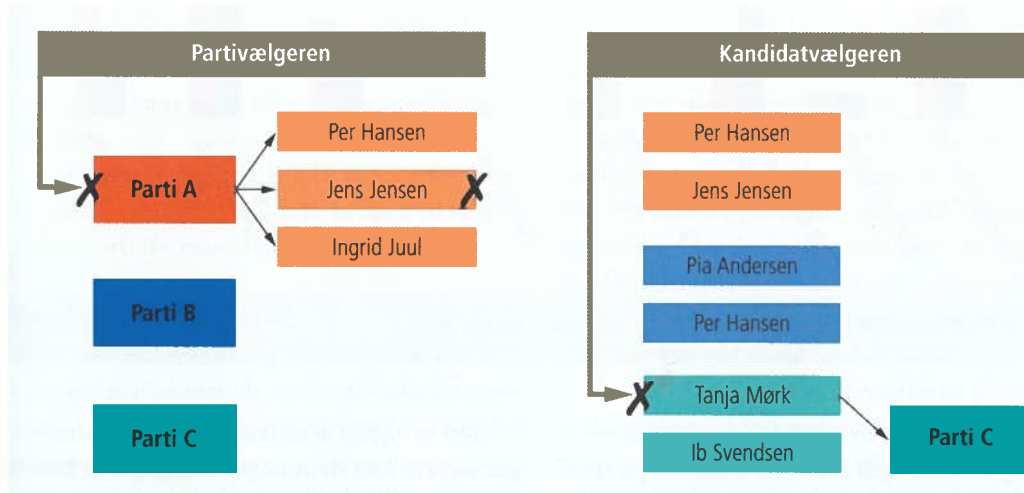 Partivælgeren
Per Hansen
Parti A
Jens Jensen
Ingrid Juul
Parti B
Parti C
Kandidatvælgeren
Per Hansen
Jens Jensen
Pia Andersen
Per Hansen
Tanja Mørk
Parti C
Ib Svendsen